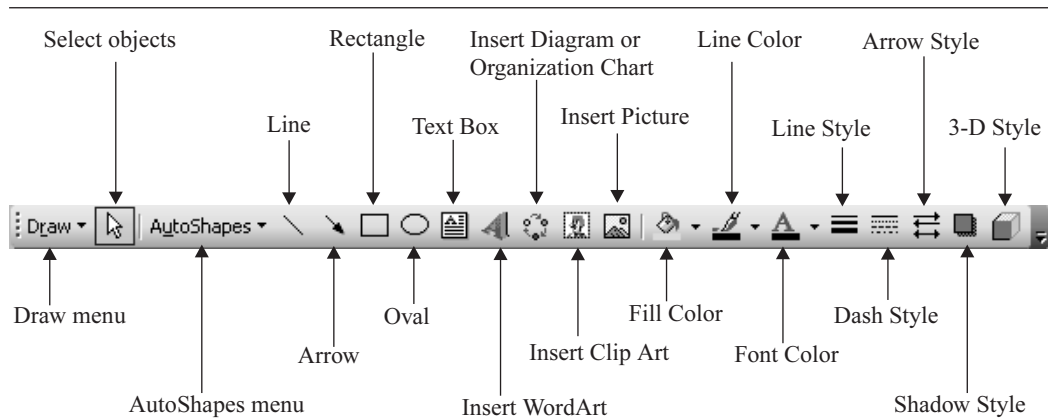 Select objects
Rectangle
Insert Diagram or
Organization Chart
Line Color
Arrow Style
Line
Text Box
Insert Picture
Line Style
3-D Style
Draw
AutoShapes
Draw menu
Oval
Fill Color
Dash Style
Arrow
Insert Clip Art
Font Color
AutoShapes menu
Insert WordArt
Shadow Style